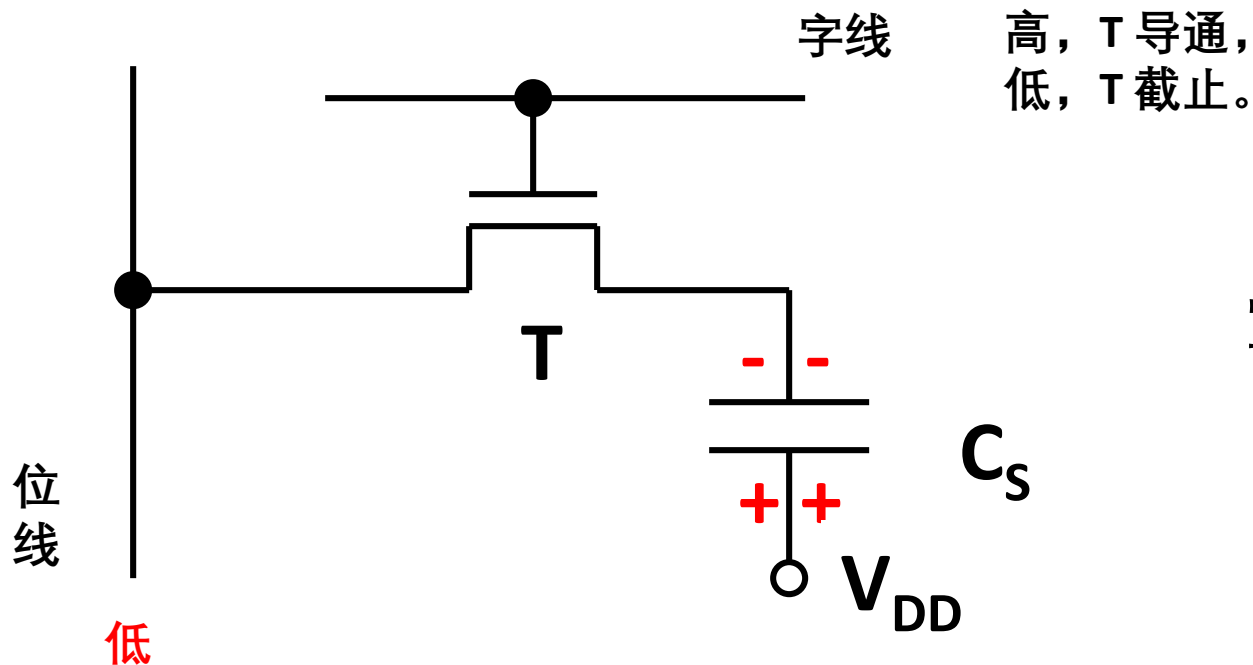 字线
高，T 导通，
低，T 截止。
T
- -
C_S
+ +
V_DD
位
线
低